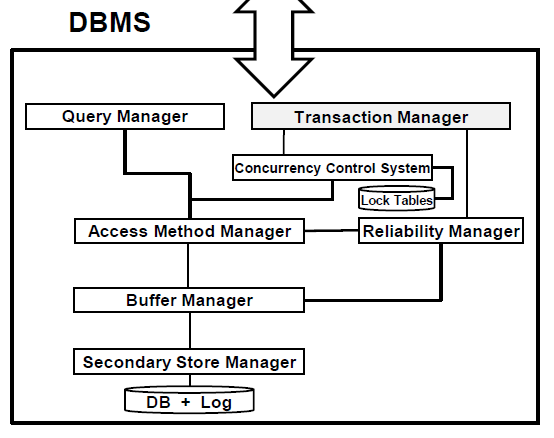 DBMS
Query Manager
Transaction Manager
Concurrency Control System
Lock Tables
Access Method Manager
Reliability Manager
Buffer Manager
Secondary Store Manager
DB + Log